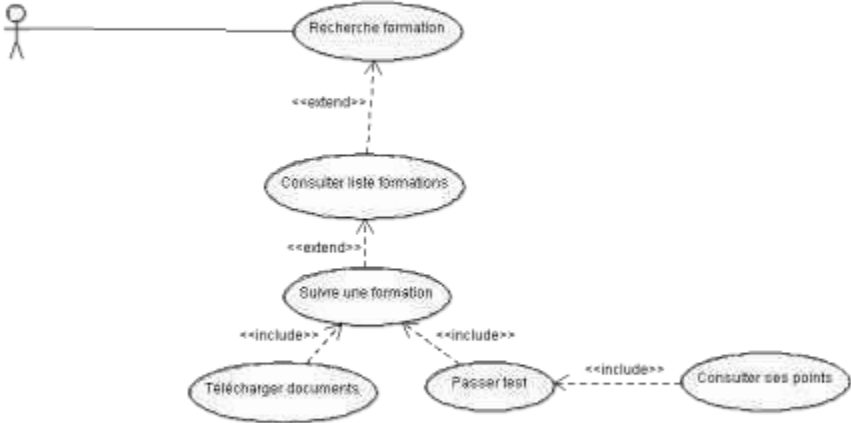 Recherche formation
<<extend>>
Consulter liste formations
<<extend>>
Suivre une formation
<<include>>
<<include>>
Télécharger documents
Passer test
<<include>>
Consulter ses points